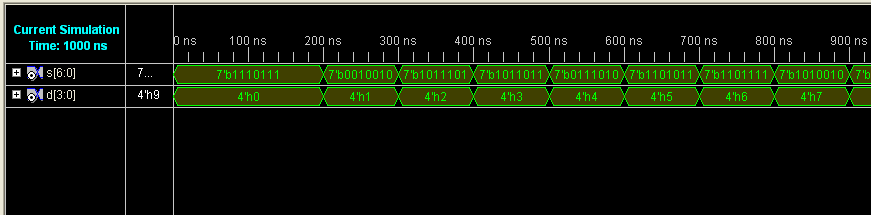 Current Simulation
Time: 1000 ns
0 ns 100 ns 200 ns 300 ns 400 ns 500 ns 600 ns 700 ns 800 ns 900 ns
s[6:0] 7... 7'b1110111 7'b0010010 7'b1011101 7'b1011011 7'b0111010 7'b1101011 7'b1101111 7'b1010010 7'b
d[3:0] 4'h9 4'h0 4'h1 4'h2 4'h3 4'h4 4'h5 4'h6 4'h7